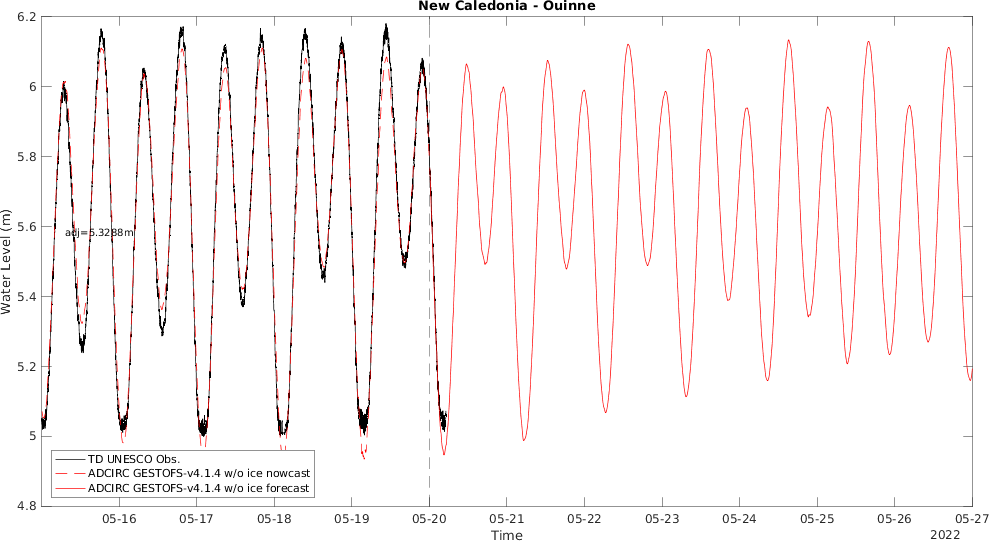 New Caledonia - Ouinne
6.2
6
5.8
5.6
5.4
5.2
5
4.8
Water Level (m)
adj=5.3288m
TD UNESCO Obs.
ADCIRC GESTOFS-v4.1.4 w/o ice nowcast
ADCIRC GESTOFS-v4.1.4 w/o ice forecast
05-16 05-17 05-18 05-19 05-20 05-21 05-22 05-23 05-24 05-25 05-26 05-27
Time
2022